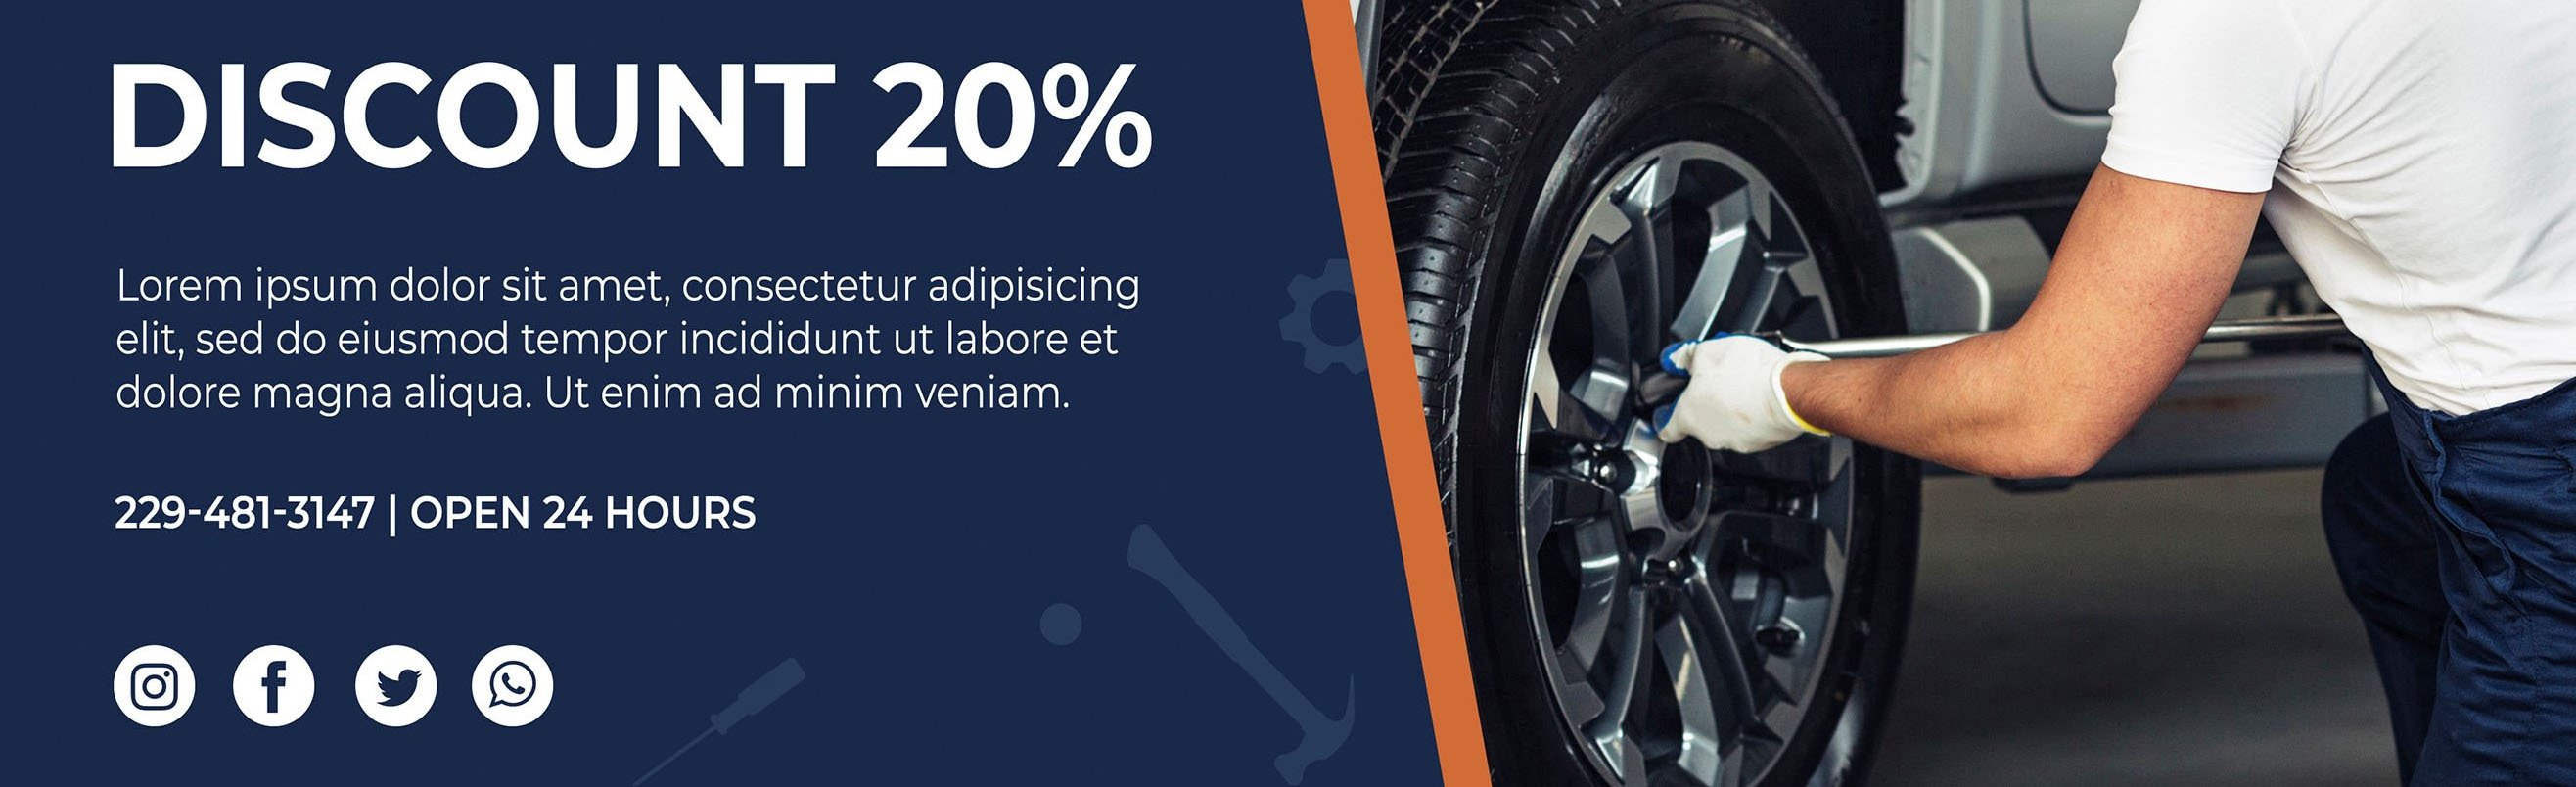 DISCOUNT 20%
Lorem ipsum dolor sit amet, consectetur adipisicing
elit, sed do eiusmod tempor incididunt ut labore et
dolore magna aliqua. Ut enim ad minim veniam.
229-481-3147 | OPEN 24 HOURS